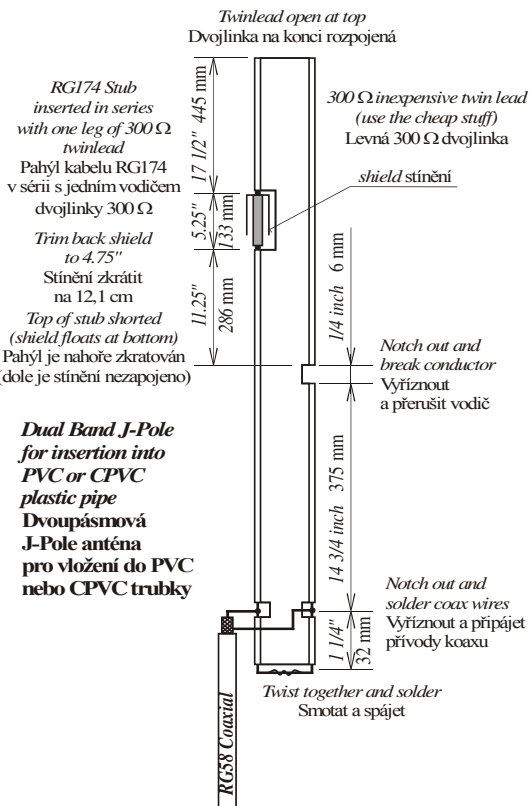 Twinlead open at top
Dvojlinka na konci rozpojená
RG174 Stub
inserted in series
with one leg of 300 Ω
twinlead
Pahýl kabelu RG174
v sérii s jedním vodičem
dvojlinky 300 Ω
Trim back shield
to 4.75"
Stínění zkrátit
na 12,1 cm
Top of stub shorted
(shield floats at bottom)
Pahýl je nahoře zkratován
(dole je stínění nezapojeno)
17 1/2" 445 mm
5.25"
133 mm
11.25"
286 mm
300 Ω inexpensive twin lead
(use the cheap stuff)
Levná 300 Ω dvojlinka
shield stínění
1/4 inch 6 mm
Notch out and
break conductor
Vyříznout
a přerušit vodič
14 3/4 inch 375 mm
Dual Band J-Pole
for insertion into
PVC or CPVC
plastic pipe
Dvoupásmová
J-Pole anténa
pro vložení do PVC
nebo CPVC trubky
Notch out and
solder coax wires
Vyříznout a připájet
přívody koaxu
1 1/4"
32 mm
Twist together and solder
Smotat a spájet
RG58 Coaxial